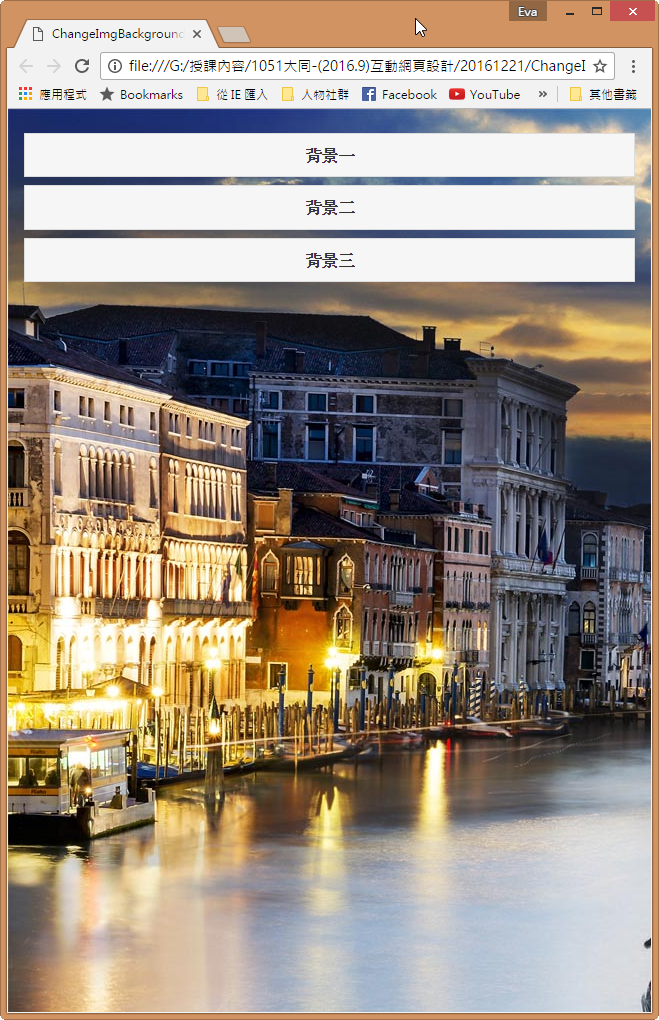 Eva
ChangeImgBackground
file:///G:/授課內容/1051大同-(2016.9)互動網頁設計/20161221/ChangeI
應用程式 Bookmarks 從 IE 匯入 人物社群 Facebook YouTube » 其他書籤
背景一
背景二
背景三
Rialto